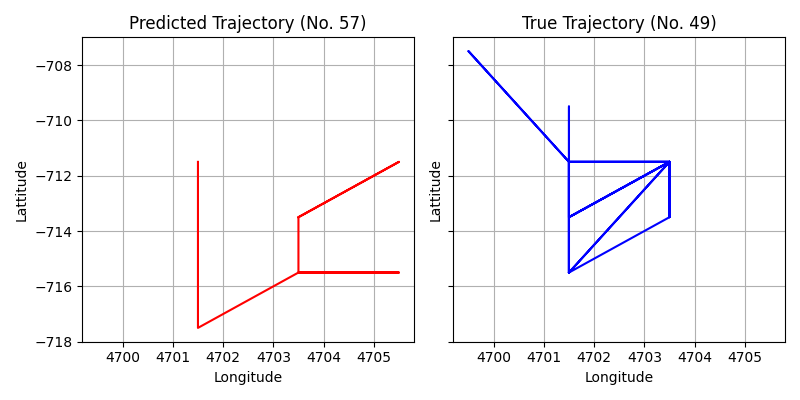 Predicted Trajectory (No. 57)
True Trajectory (No. 49)
Lattitude
−708
−710
−712
−714
−716
−718
4700 4701 4702 4703 4704 4705
Longitude
Lattitude
4700 4701 4702 4703 4704 4705
Longitude